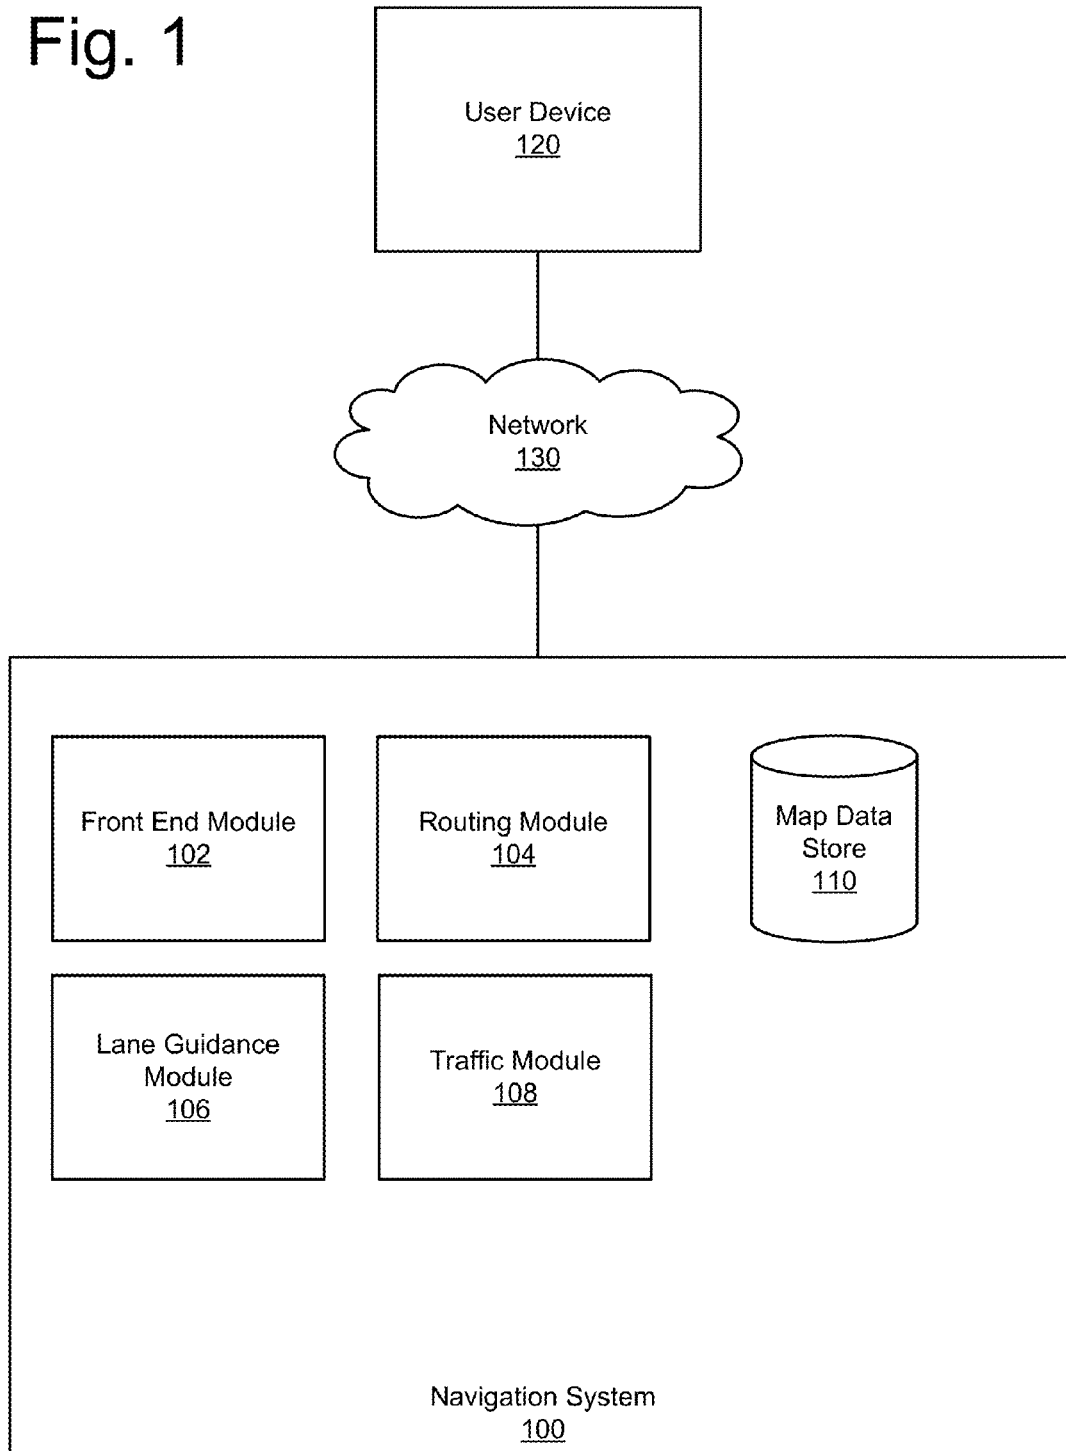 Fig. 1
User Device
120
Network
130
Front End Module
102
Routing Module
104
Map Data
Store
110
Lane Guidance
Module
106
Traffic Module
108
Navigation System
100